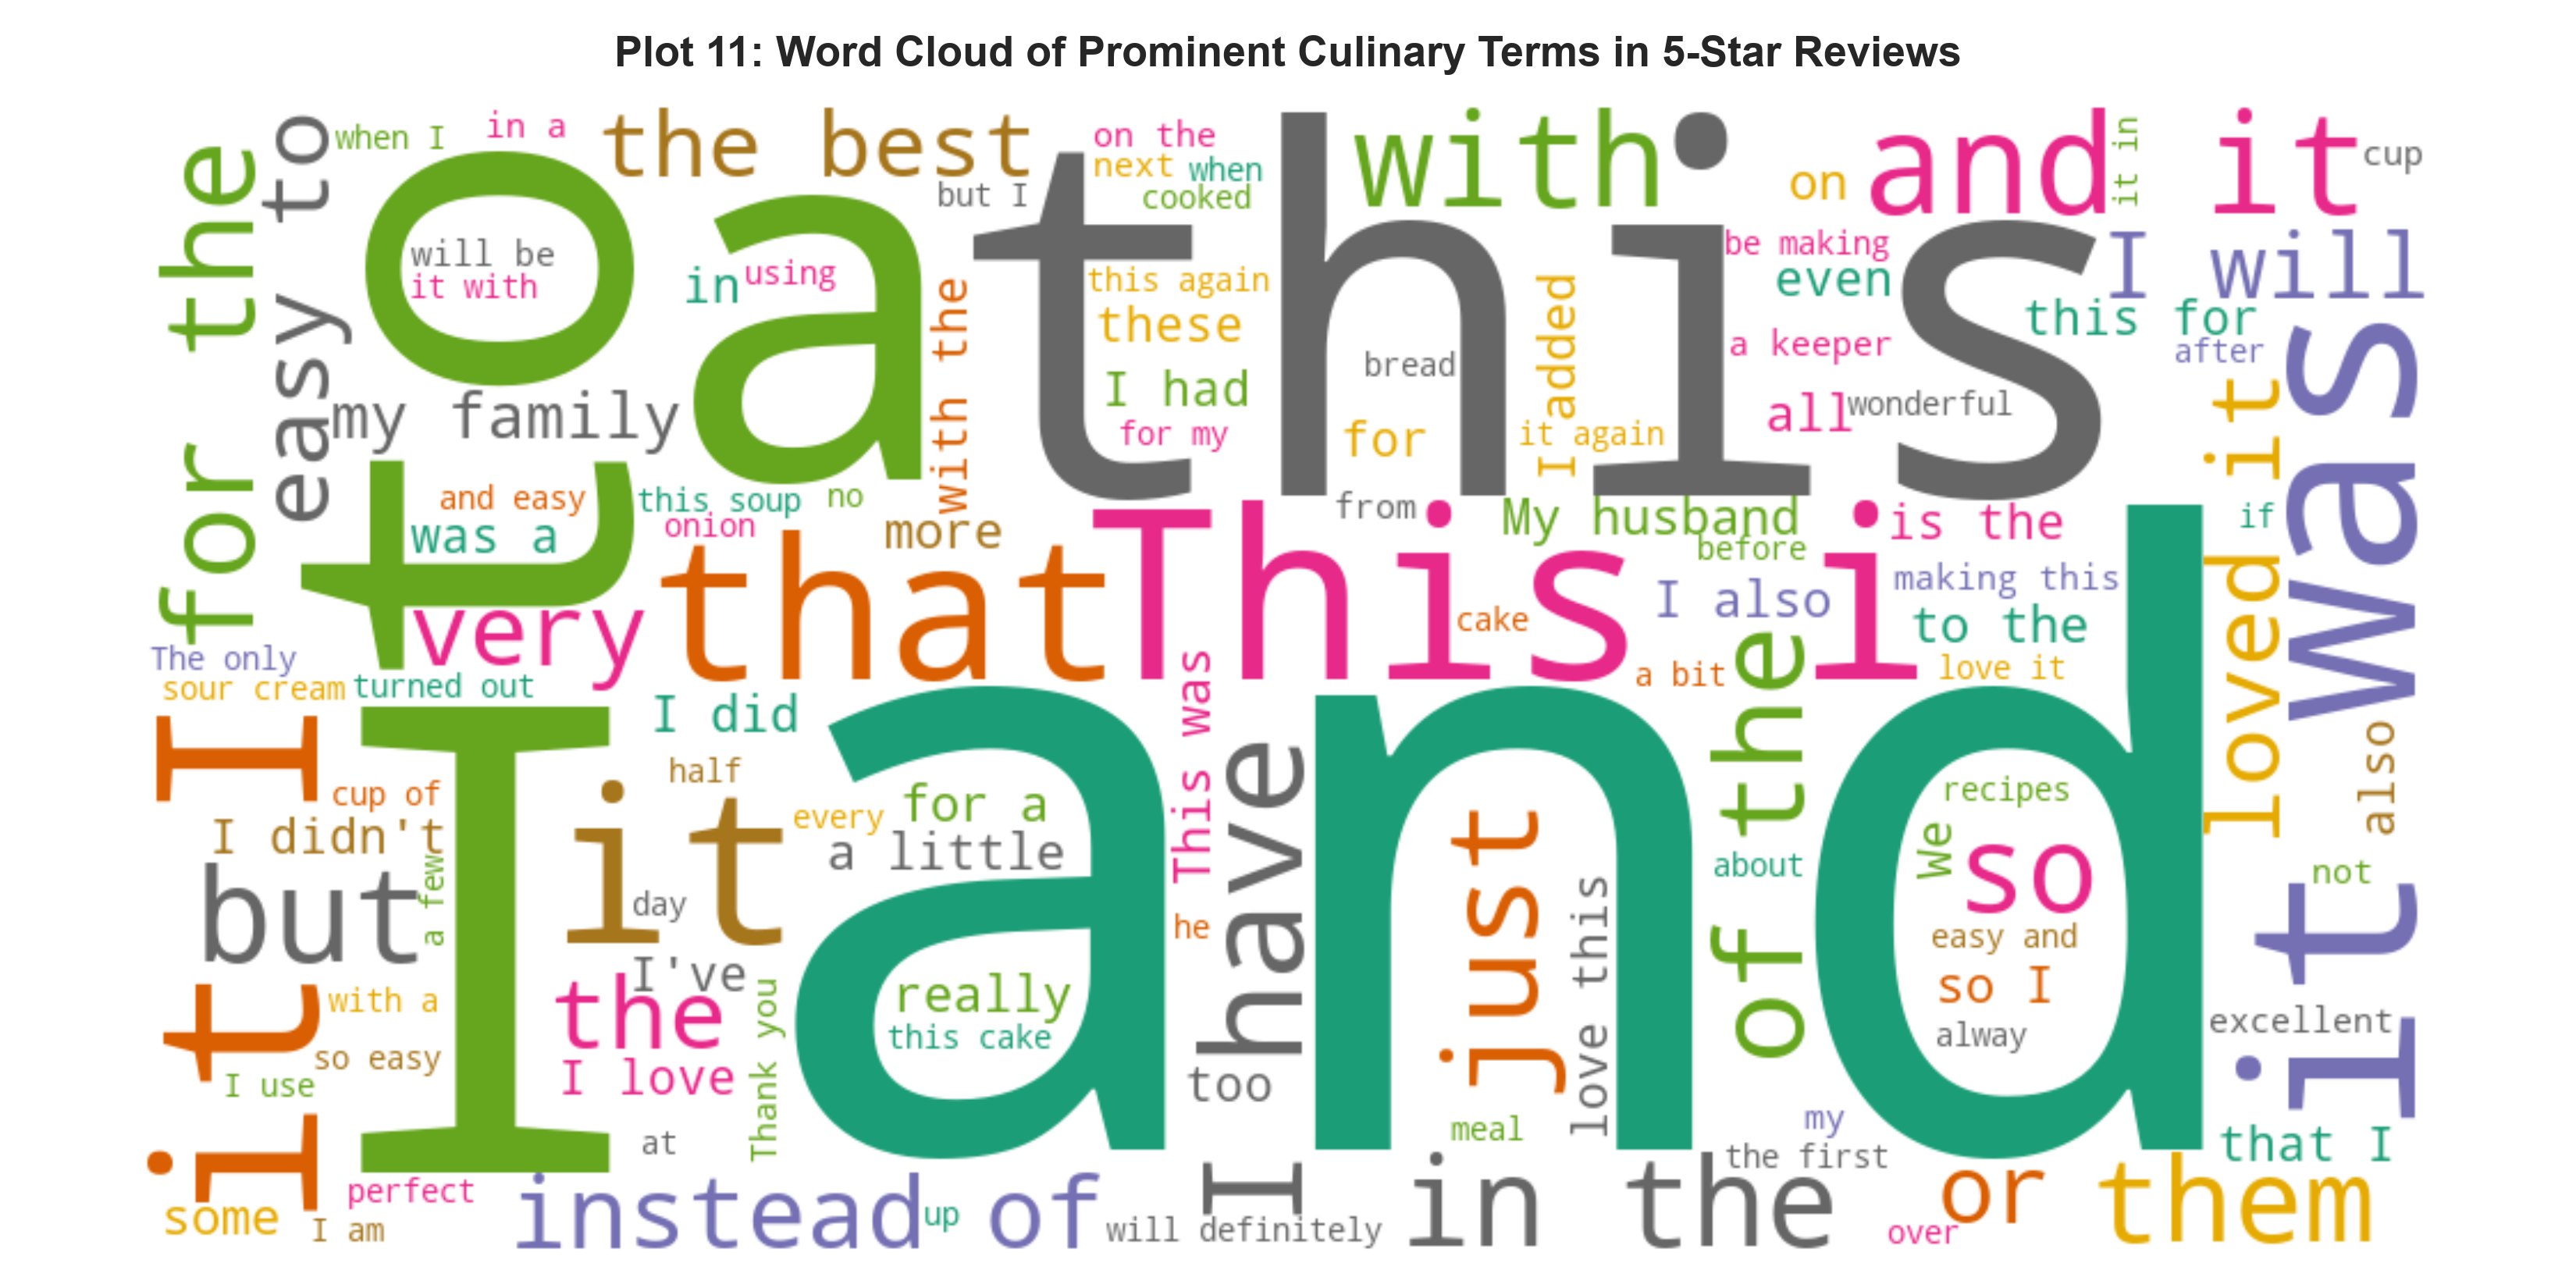 Plot 11: Word Cloud of Prominent Culinary Terms in 5-Star Reviews
for the
easy to
when I
in a
the best
on the
next
when
cooked
but I
with
on
and it
it in
cup
to
a
this
will be
it with
in
using
with the
this again
these
I had
for my
bread
for
I added
it again
be making
even
a keeper
all
wonderful
I will
this for
after
loved it
was
my family
and easy
was a
this soup
no
onion
more
from
My husband
before
is the
if
very
that
This is
cake
I also
making this
to the
a bit
love it
The only
sour cream
turned out
I did
This was
of the
also
I it
I
and
cup of
I didn't
half
it
every
for a
a little
have
just
love this
about
recipes
We
so
not
but
a few
day
he
I've
the
really
this cake
easy and
so I
alway
excellent
it
with a
so easy
I use
I love
Thank you
too
meal
my
the first
that I
at
it
some
perfect
I am
instead of
up
will definitely
in the
or
over
them